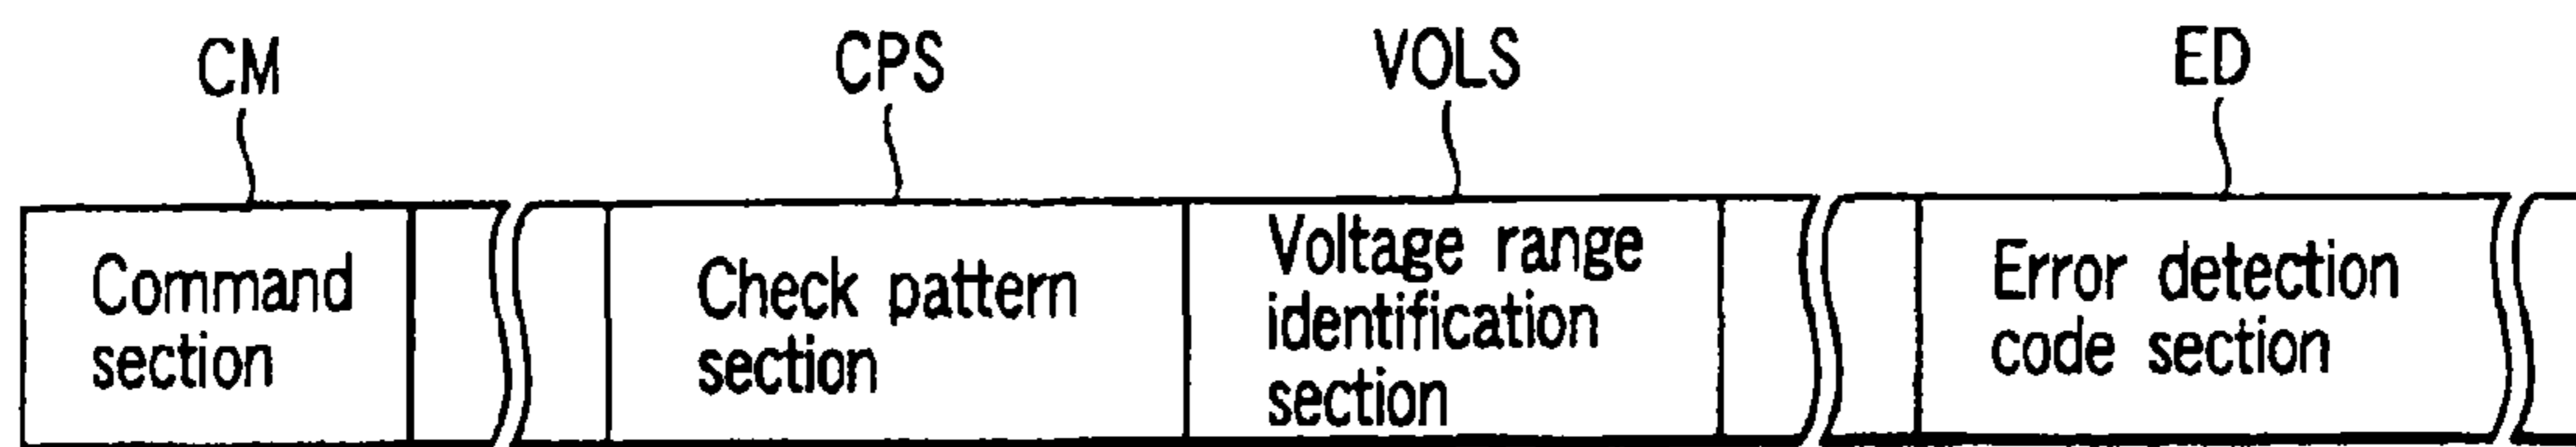 CM
CPS
VOLS
ED
Command
section
Check pattern
section
Voltage range
identification
section
Error detection
code section